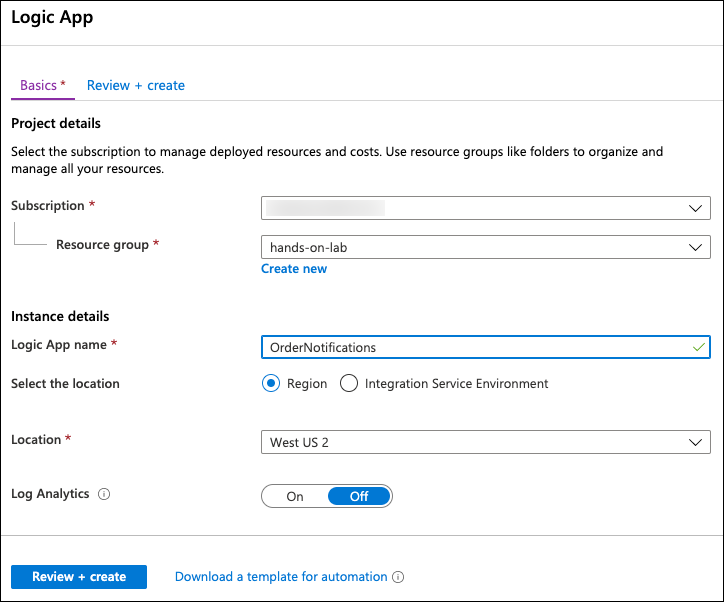 Logic App
Basics * Review + create
Project details
Select the subscription to manage deployed resources and costs. Use resource groups like folders to organize and
manage all your resources.
Subscription *
Resource group * hands-on-lab
Create new
Instance details
Logic App name * OrderNotifications
Select the location Region Integration Service Environment
Location * West US 2
Log Analytics On Off
Review + create Download a template for automation